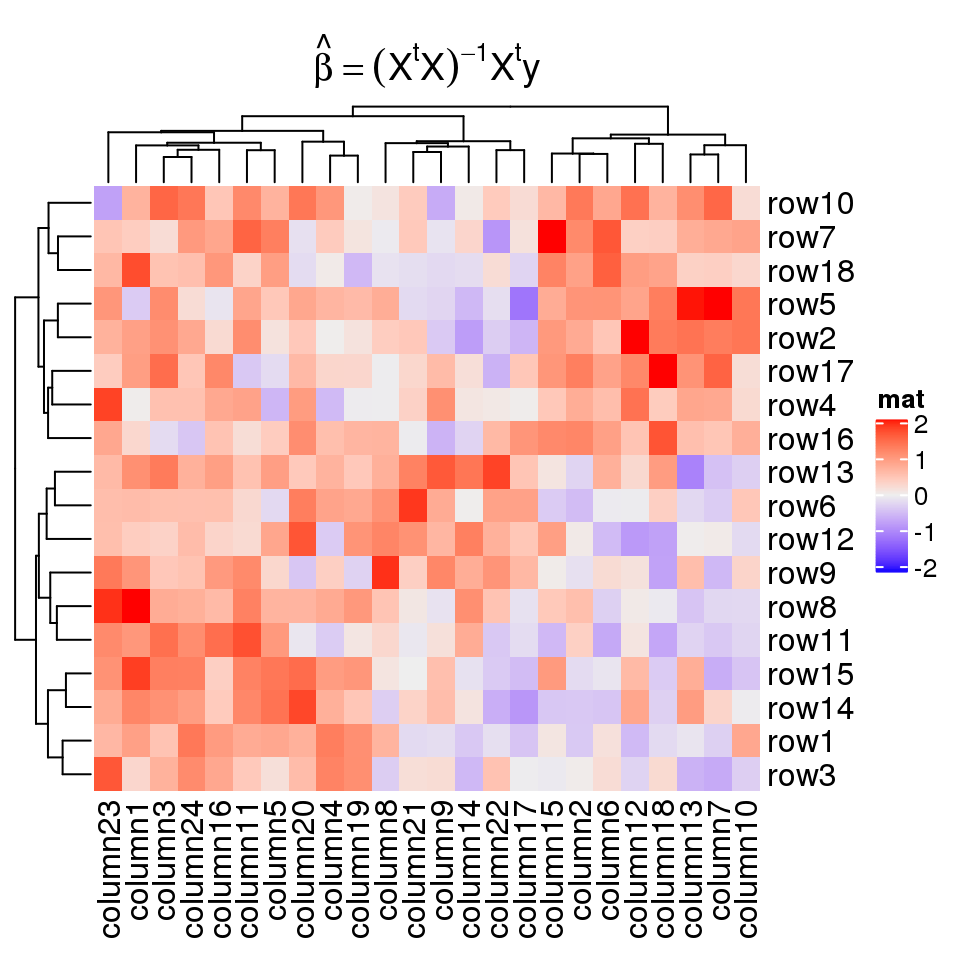 β̂ = (XᵗX)⁻¹Xᵗy
row10
row7
row18
row5
row2
row17
row4
row16
row13
row6
row12
row9
row8
row11
row15
row14
row1
row3
mat
2
1
0
-1
-2
column23
column1
column3
column24
column16
column11
column5
column20
column4
column19
column8
column21
column9
column14
column22
column17
column15
column2
column6
column12
column18
column13
column7
column10